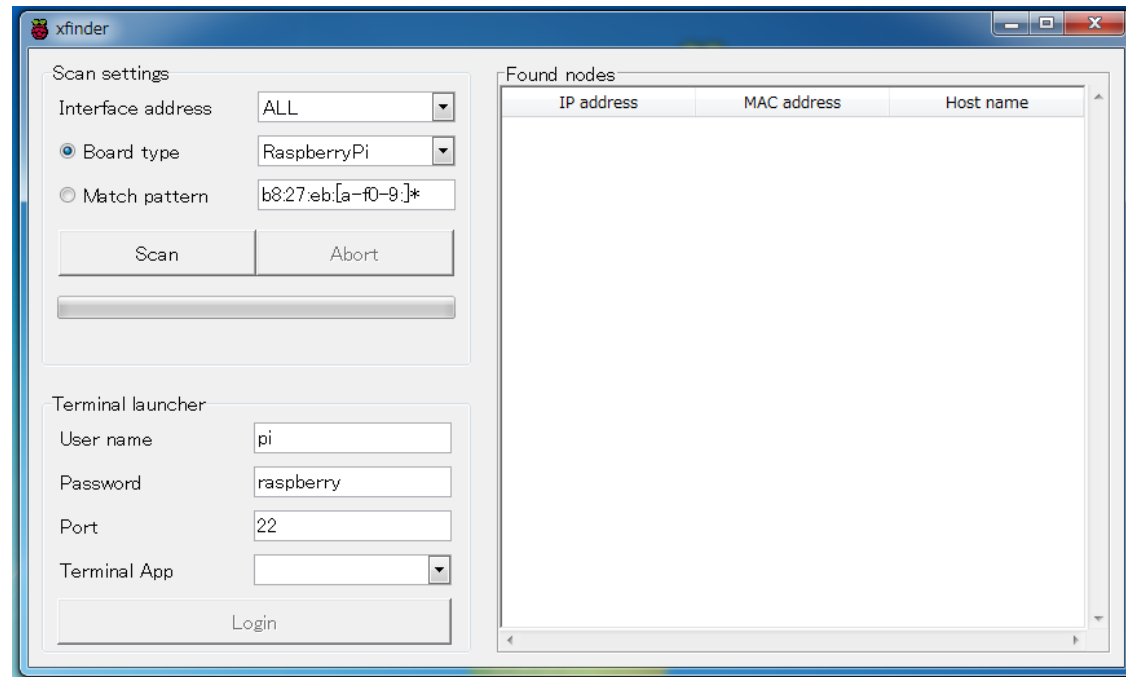 xfinder
Scan settings
Interface address ALL
Board type RaspberryPi
Match pattern b8:27:eb:[a-f0-9:]*
Scan Abort
Terminal launcher
User name pi
Password raspberry
Port 22
Terminal App
Login
Found nodes
IP address MAC address Host name